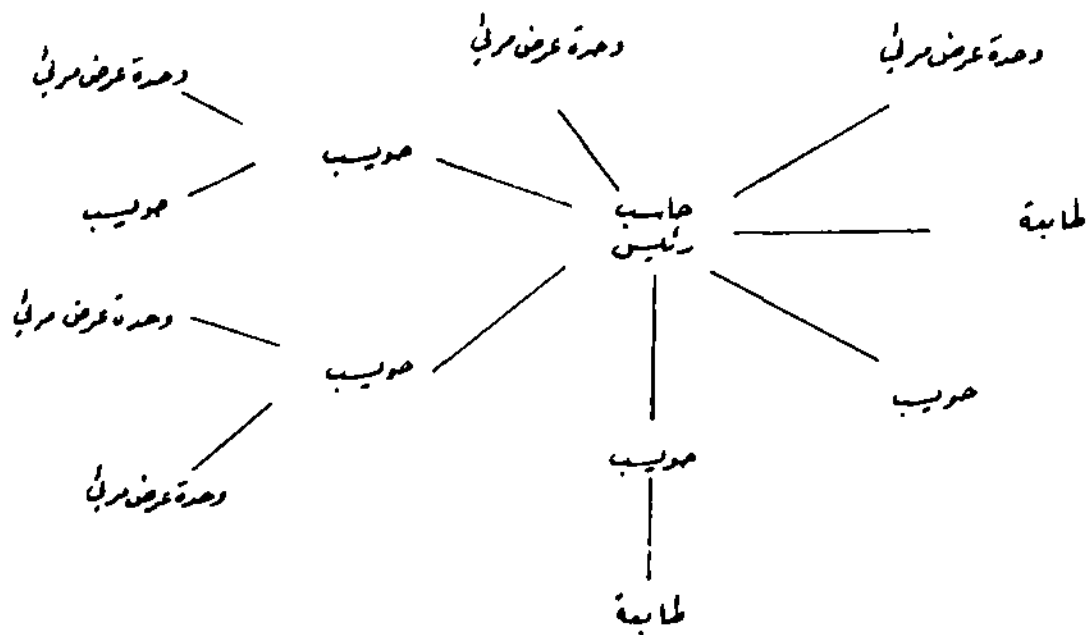 وحدة عرض مرئي
وحدة عرض مرئي
وحدة عرض مرئي
حويسب
حاسب
رئيس
طابعة
حويسب
وحدة عرض مرئي
حويسب
حويسب
حويسب
وحدة عرض مرئي
طابعة